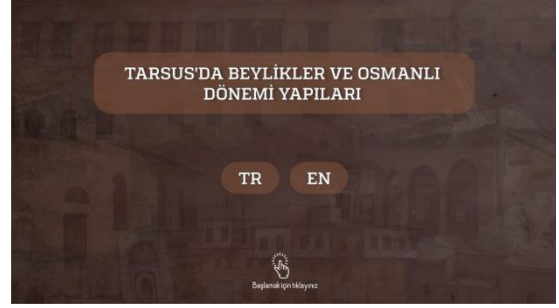 TARSUS'DA BEYLİKLER VE OSMANLI
DÖNEMİ YAPILARI
TR EN
Başlamak için tıklayınız